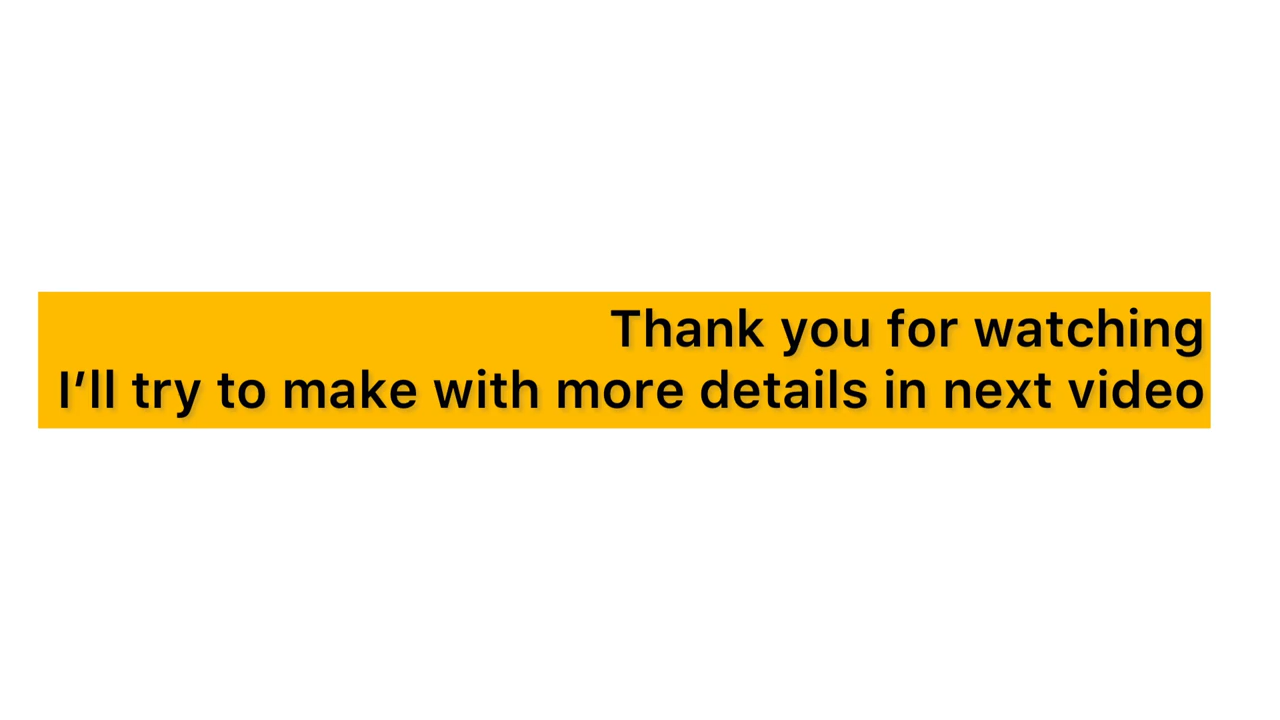 Thank you for watching
I’ll try to make with more details in next video